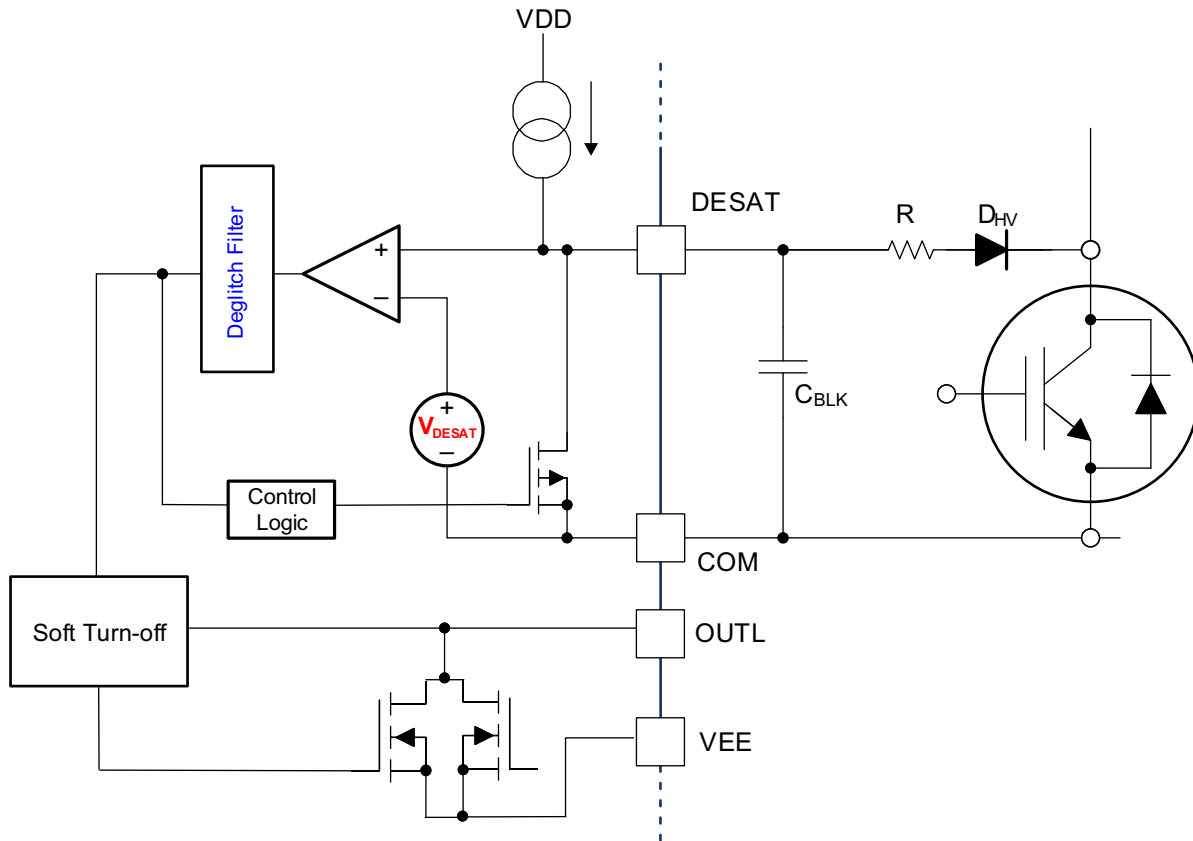 VDD
DESAT
R
DHV
Deglitch Filter
+
−
+
VDESAT
−
CBLK
Control
Logic
COM
Soft Turn-off
OUTL
VEE